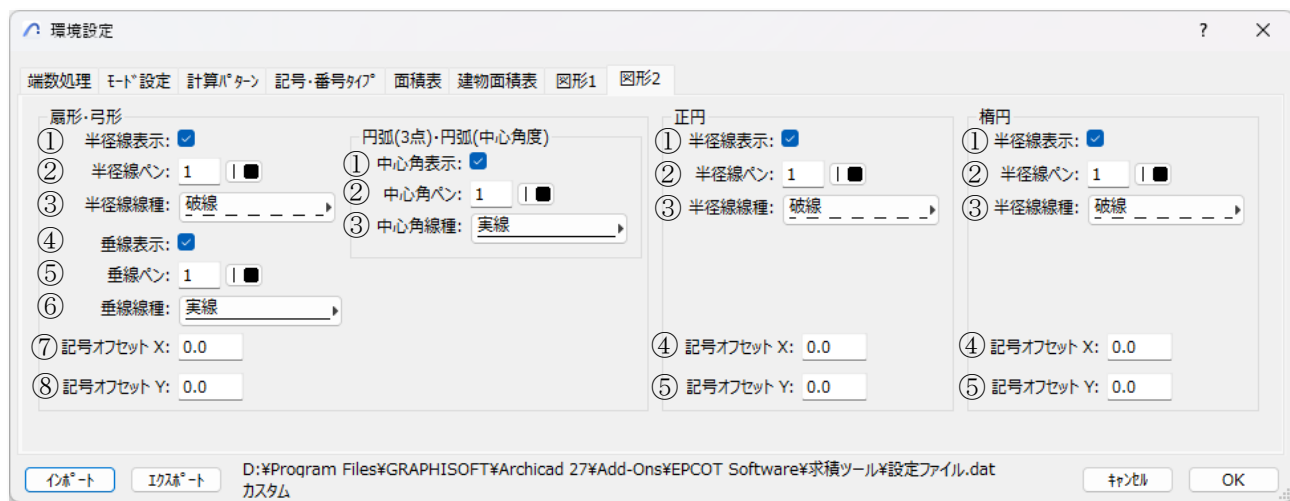 環境設定 ? ×
端数処理 ﾓｰﾄﾞ設定 計算ﾊﾟﾀｰﾝ 記号・番号ﾀｲﾌﾟ 面積表 建物面積表 図形1 図形2
扇形・弓形
① 半径線表示:
② 半径線ペン: 1
③ 半径線線種: 破線
④ 垂線表示:
⑤ 垂線ペン: 1
⑥ 垂線線種: 実線
⑦ 記号オフセット X: 0.0
⑧ 記号オフセット Y: 0.0
円弧(3点)・円弧(中心角度)
① 中心角表示:
② 中心角ペン: 1
③ 中心角線種: 実線
正円
① 半径線表示:
② 半径線ペン: 1
③ 半径線線種: 破線
④ 記号オフセット X: 0.0
⑤ 記号オフセット Y: 0.0
楕円
① 半径線表示:
② 半径線ペン: 1
③ 半径線線種: 破線
④ 記号オフセット X: 0.0
⑤ 記号オフセット Y: 0.0
ｲﾝﾎﾟｰﾄ ｴｸｽﾎﾟｰﾄ
D:¥Program Files¥GRAPHISOFT¥Archicad 27¥Add-Ons¥EPCOT Software¥求積ツール¥設定ファイル.dat
カスタム
ｷｬﾝｾﾙ OK